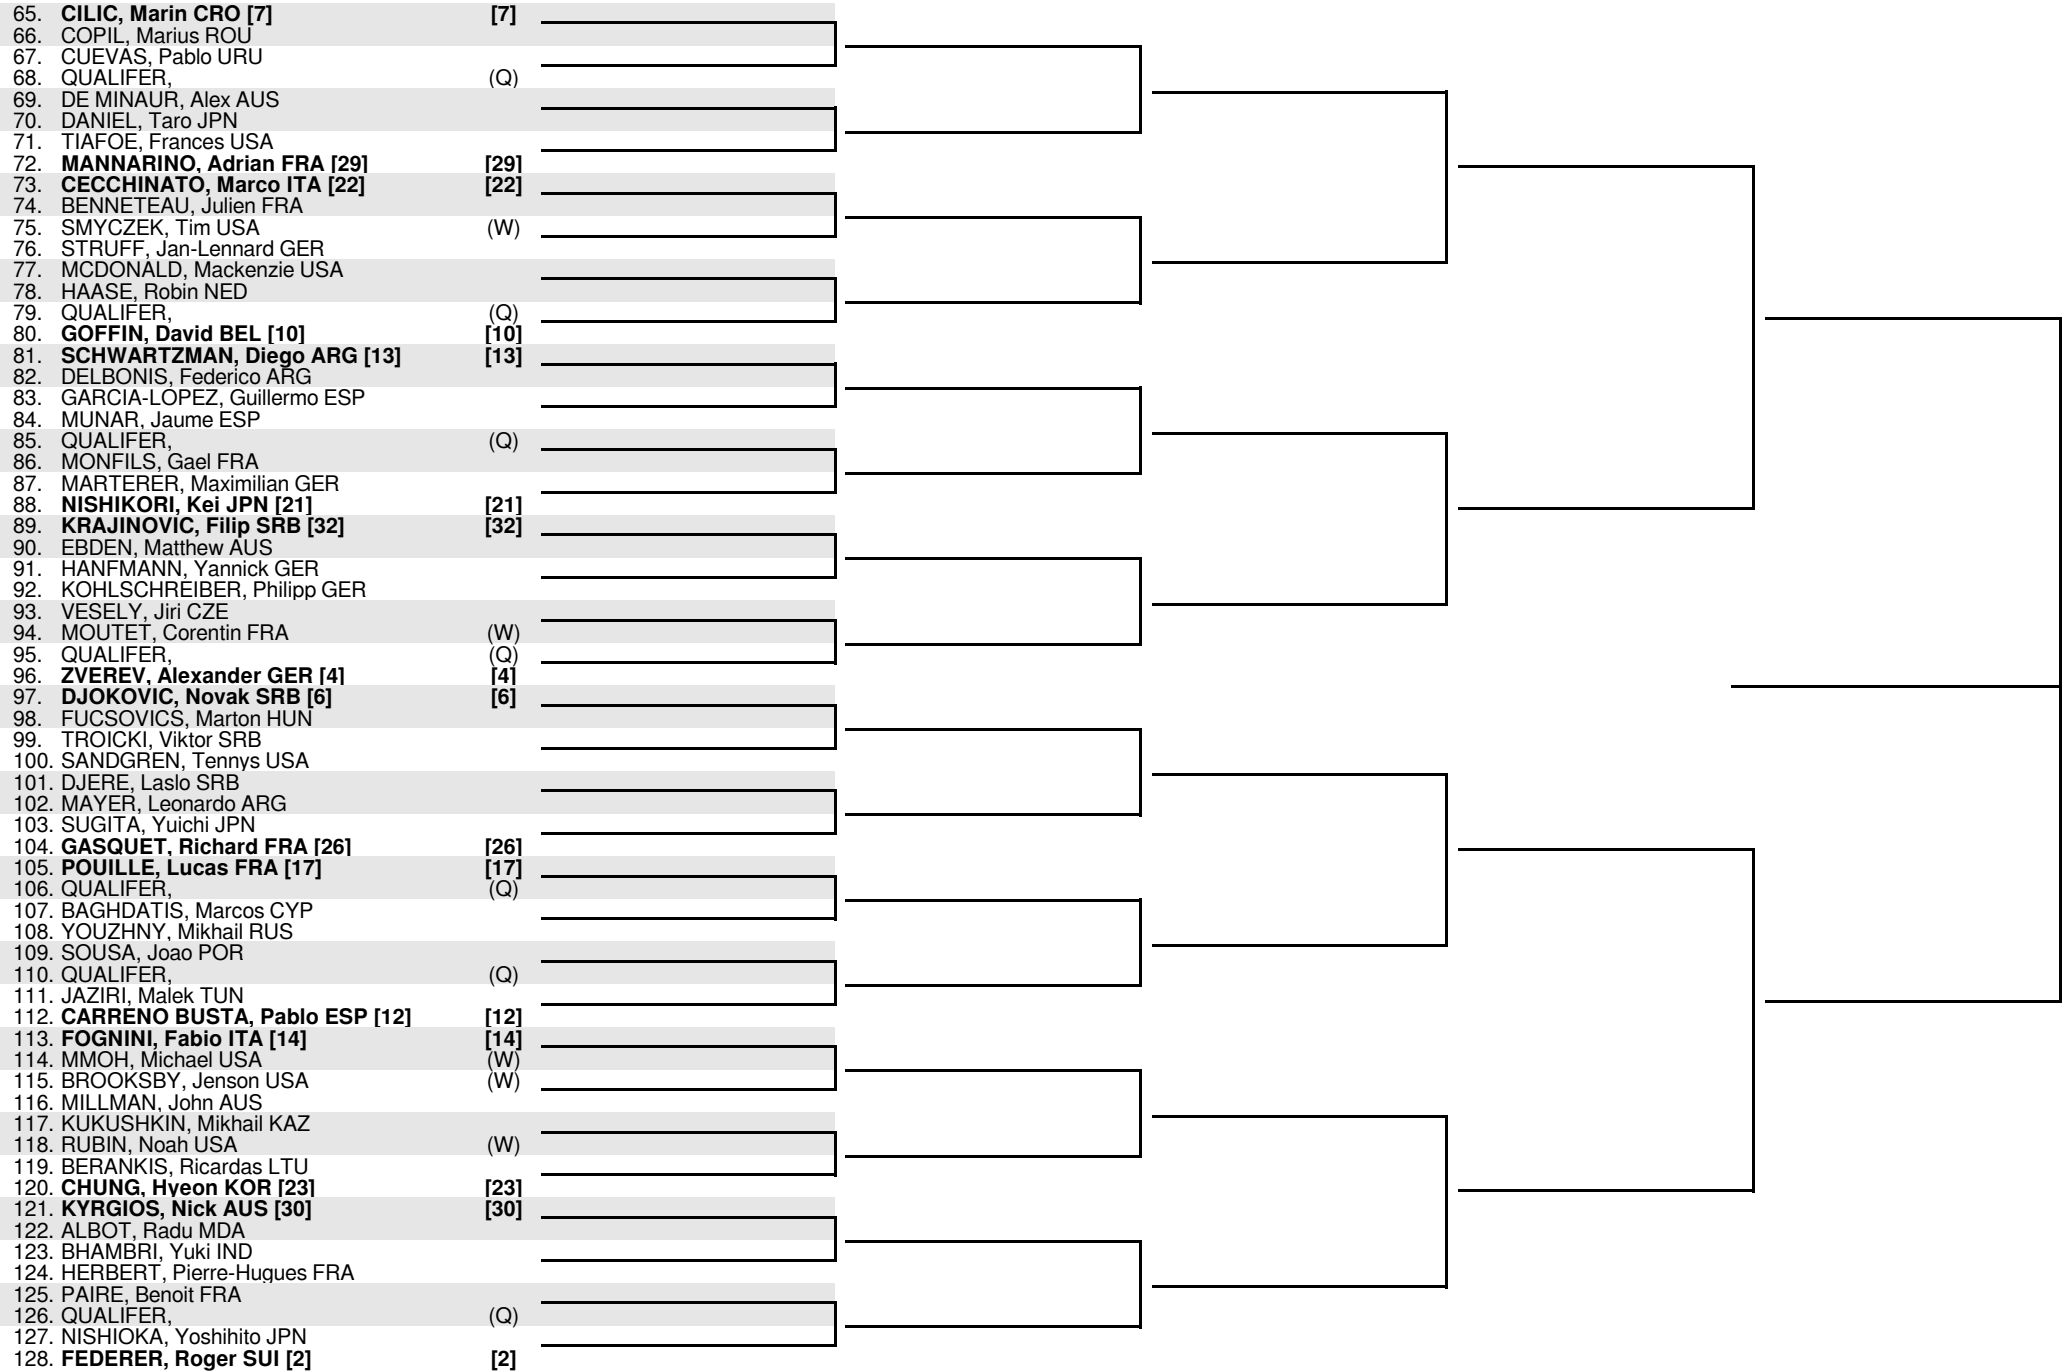 65. CILIC, Marin CRO [7] [7]
66. COPIL, Marius ROU
67. CUEVAS, Pablo URU
68. QUALIFER, (Q)
69. DE MINAUR, Alex AUS
70. DANIEL, Taro JPN
71. TIAFOE, Frances USA
72. MANNARINO, Adrian FRA [29] [29]
73. CECCHINATO, Marco ITA [22] [22]
74. BENNETEAU, Julien FRA
75. SMYCZEK, Tim USA (W)
76. STRUFF, Jan-Lennard GER
77. MCDONALD, Mackenzie USA
78. HAASE, Robin NED
79. QUALIFER, (Q)
80. GOFFIN, David BEL [10] [10]
81. SCHWARTZMAN, Diego ARG [13] [13]
82. DELBONIS, Federico ARG
83. GARCIA-LOPEZ, Guillermo ESP
84. MUNAR, Jaume ESP
85. QUALIFER, (Q)
86. MONFILS, Gael FRA
87. MARTERER, Maximilian GER
88. NISHIKORI, Kei JPN [21] [21]
89. KRAJINOVIC, Filip SRB [32] [32]
90. EBDEN, Matthew AUS
91. HANFMANN, Yannick GER
92. KOHLSCHREIBER, Philipp GER
93. VESELY, Jiri CZE
94. MOUTET, Corentin FRA (W)
95. QUALIFER, (Q)
96. ZVEREV, Alexander GER [4] [4]
97. DJOKOVIC, Novak SRB [6] [6]
98. FUCSOVICS, Marton HUN
99. TROICKI, Viktor SRB
100. SANDGREN, Tennys USA
101. DJERE, Laslo SRB
102. MAYER, Leonardo ARG
103. SUGITA, Yuichi JPN
104. GASQUET, Richard FRA [26] [26]
105. POUILLE, Lucas FRA [17] [17]
106. QUALIFER, (Q)
107. BAGHDATIS, Marcos CYP
108. YOUZHNY, Mikhail RUS
109. SOUSA, Joao POR
110. QUALIFER, (Q)
111. JAZIRI, Malek TUN
112. CARRENO BUSTA, Pablo ESP [12] [12]
113. FOGNINI, Fabio ITA [14] [14]
114. MMOH, Michael USA (W)
115. BROOKSBY, Jenson USA (W)
116. MILLMAN, John AUS
117. KUKUSHKIN, Mikhail KAZ
118. RUBIN, Noah USA (W)
119. BERANKIS, Ricardas LTU
120. CHUNG, Hyeon KOR [23] [23]
121. KYRGIOS, Nick AUS [30] [30]
122. ALBOT, Radu MDA
123. BHAMBRI, Yuki IND
124. HERBERT, Pierre-Hugues FRA
125. PAIRE, Benoit FRA
126. QUALIFER, (Q)
127. NISHIOKA, Yoshihito JPN
128. FEDERER, Roger SUI [2] [2]